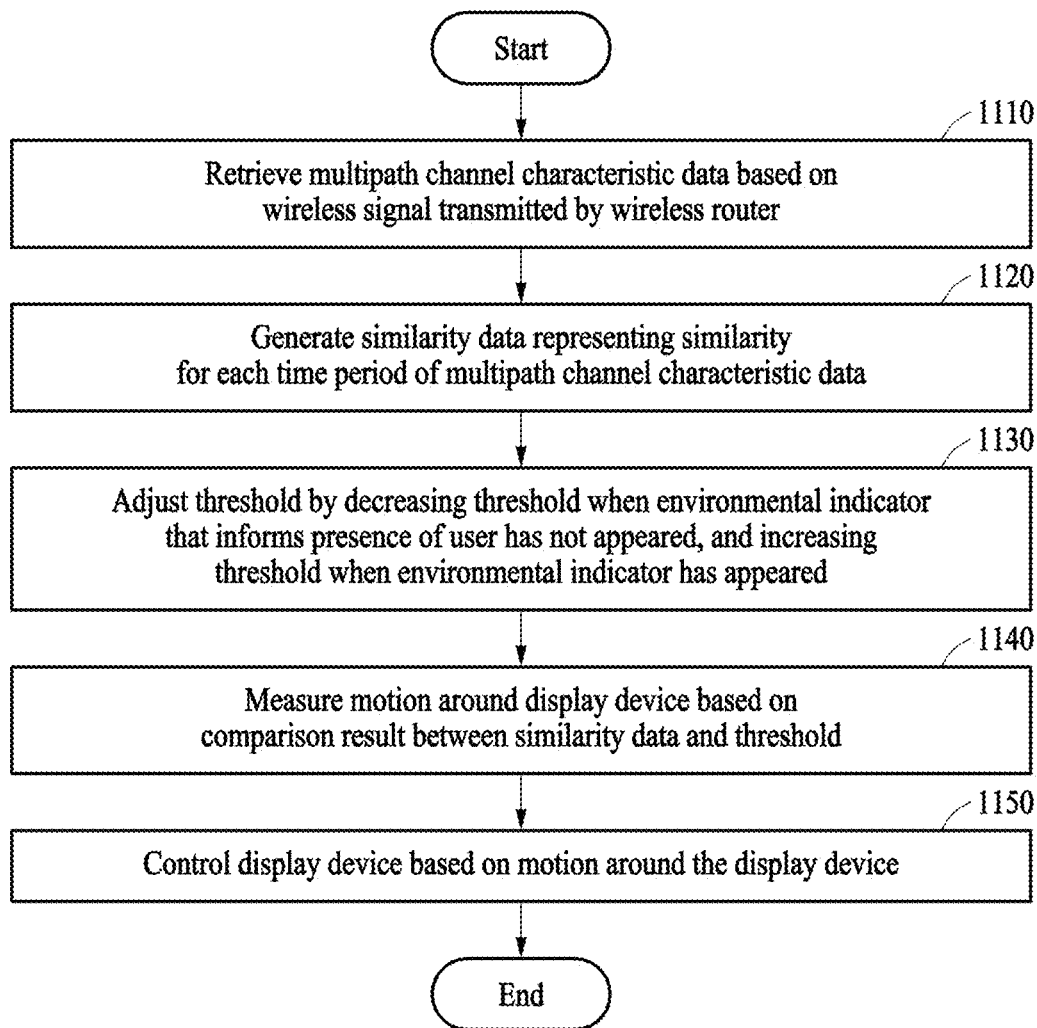 Start
1110
Retrieve multipath channel characteristic data based on
wireless signal transmitted by wireless router
1120
Generate similarity data representing similarity
for each time period of multipath channel characteristic data
1130
Adjust threshold by decreasing threshold when environmental indicator
that informs presence of user has not appeared, and increasing
threshold when environmental indicator has appeared
1140
Measure motion around display device based on
comparison result between similarity data and threshold
1150
Control display device based on motion around the display device
End